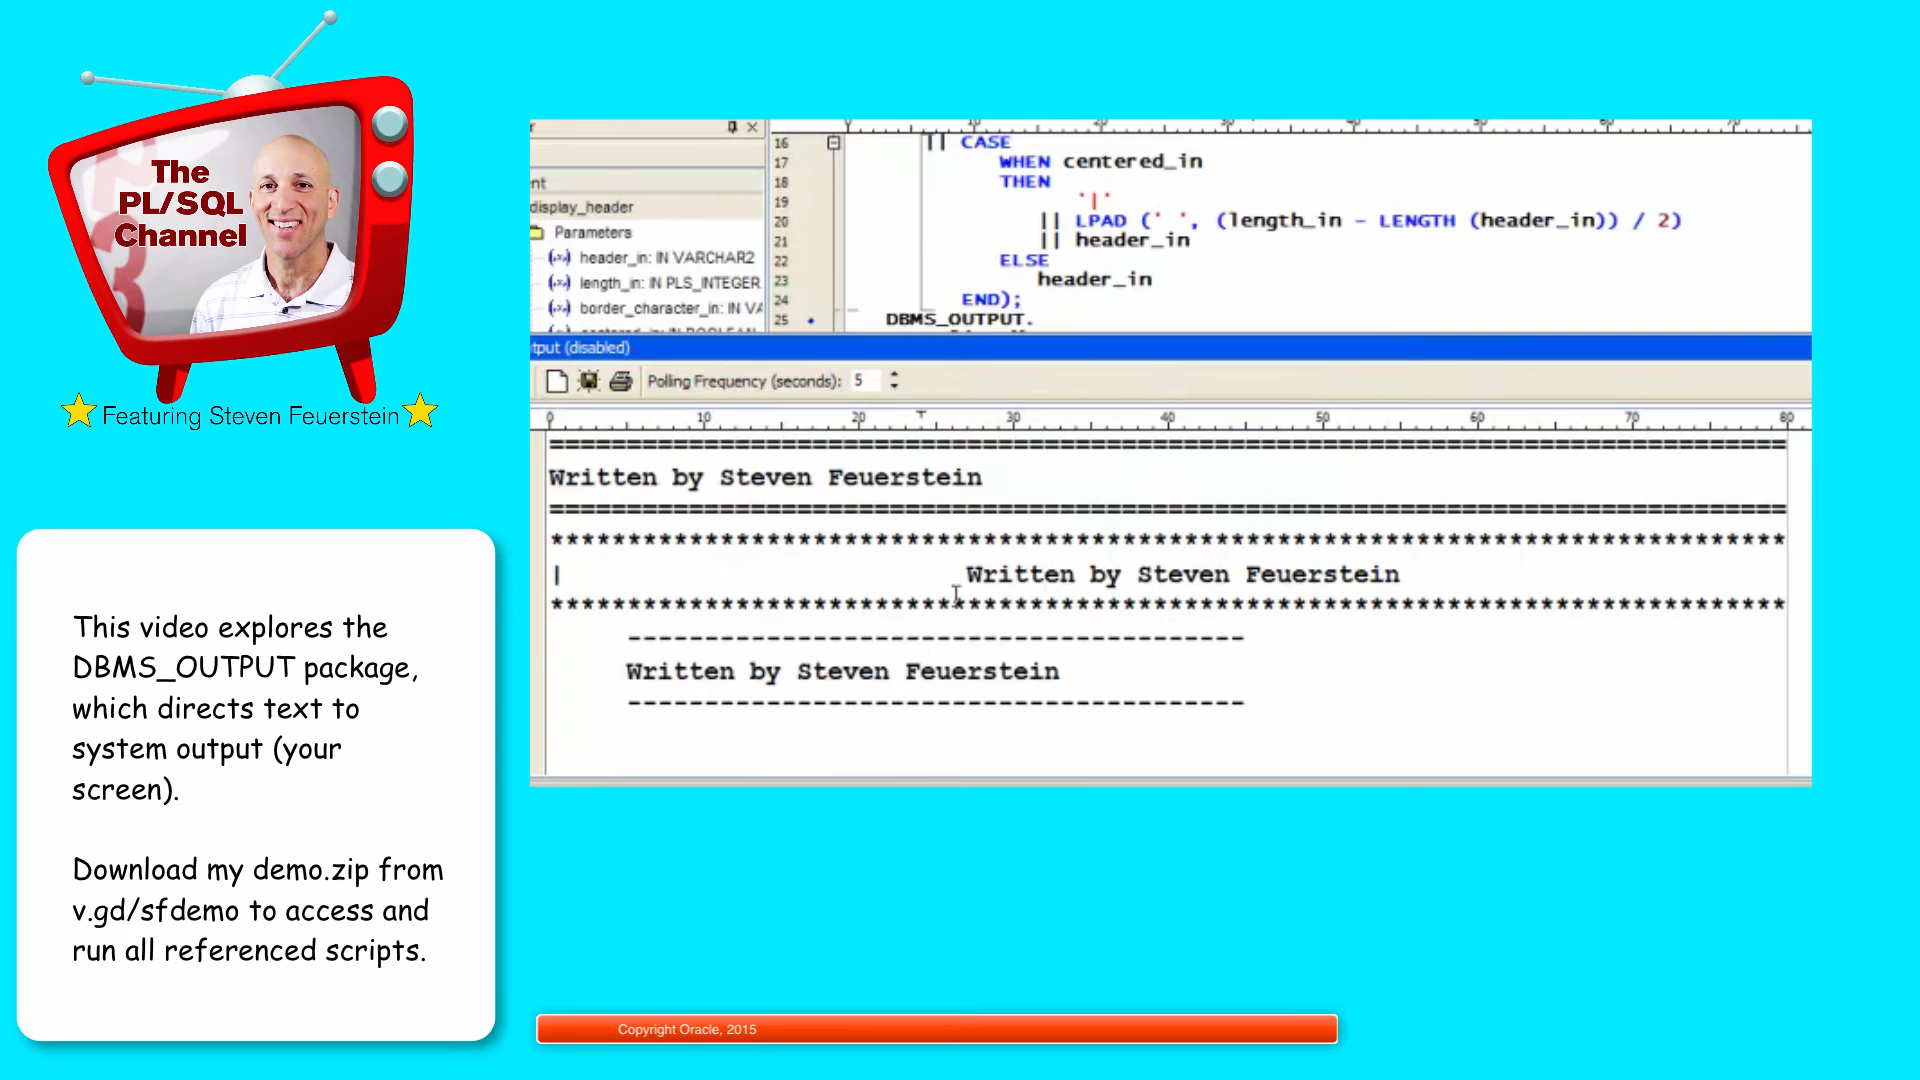 The
PL/SQL
Channel
Featuring Steven Feuerstein
This video explores the
DBMS_OUTPUT package,
which directs text to
system output (your
screen).
Download my demo.zip from
v.gd/sfdemo to access and
run all referenced scripts.
display_header
Parameters
header_in: IN VARCHAR2
length_in: IN PLS_INTEGER
border_character_in: IN VA
16 || CASE
17 WHEN centered_in
18 THEN
19 '|'
20 || LPAD (' ', (length_in - LENGTH (header_in)) / 2)
21 || header_in
22 ELSE
23 header_in
24 END);
25 DBMS_OUTPUT.
tput (disabled)
Polling Frequency (seconds): 5
0 10 20 30 40 50 60 70 80
================================================================================
Written by Steven Feuerstein
================================================================================
********************************************************************************
|                          Written by Steven Feuerstein
********************************************************************************
----------------------------------------
Written by Steven Feuerstein
----------------------------------------
Copyright Oracle, 2015